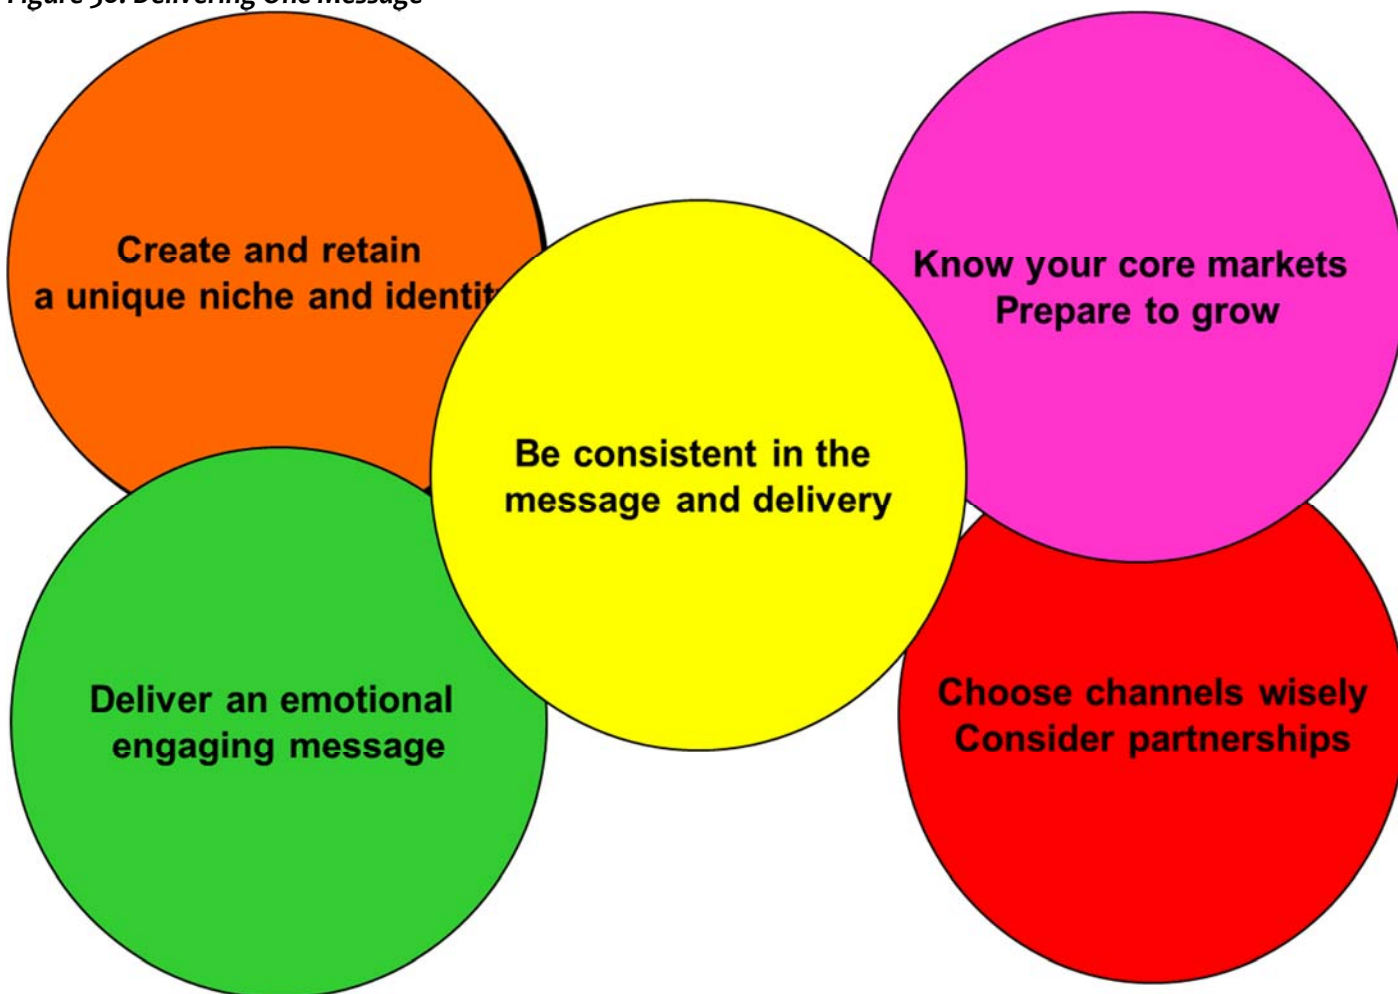 Delivering One Message
Create and retain
a unique niche and identit
Know your core markets
Prepare to grow
Be consistent in the
message and delivery
Deliver an emotional
engaging message
Choose channels wisely
Consider partnerships